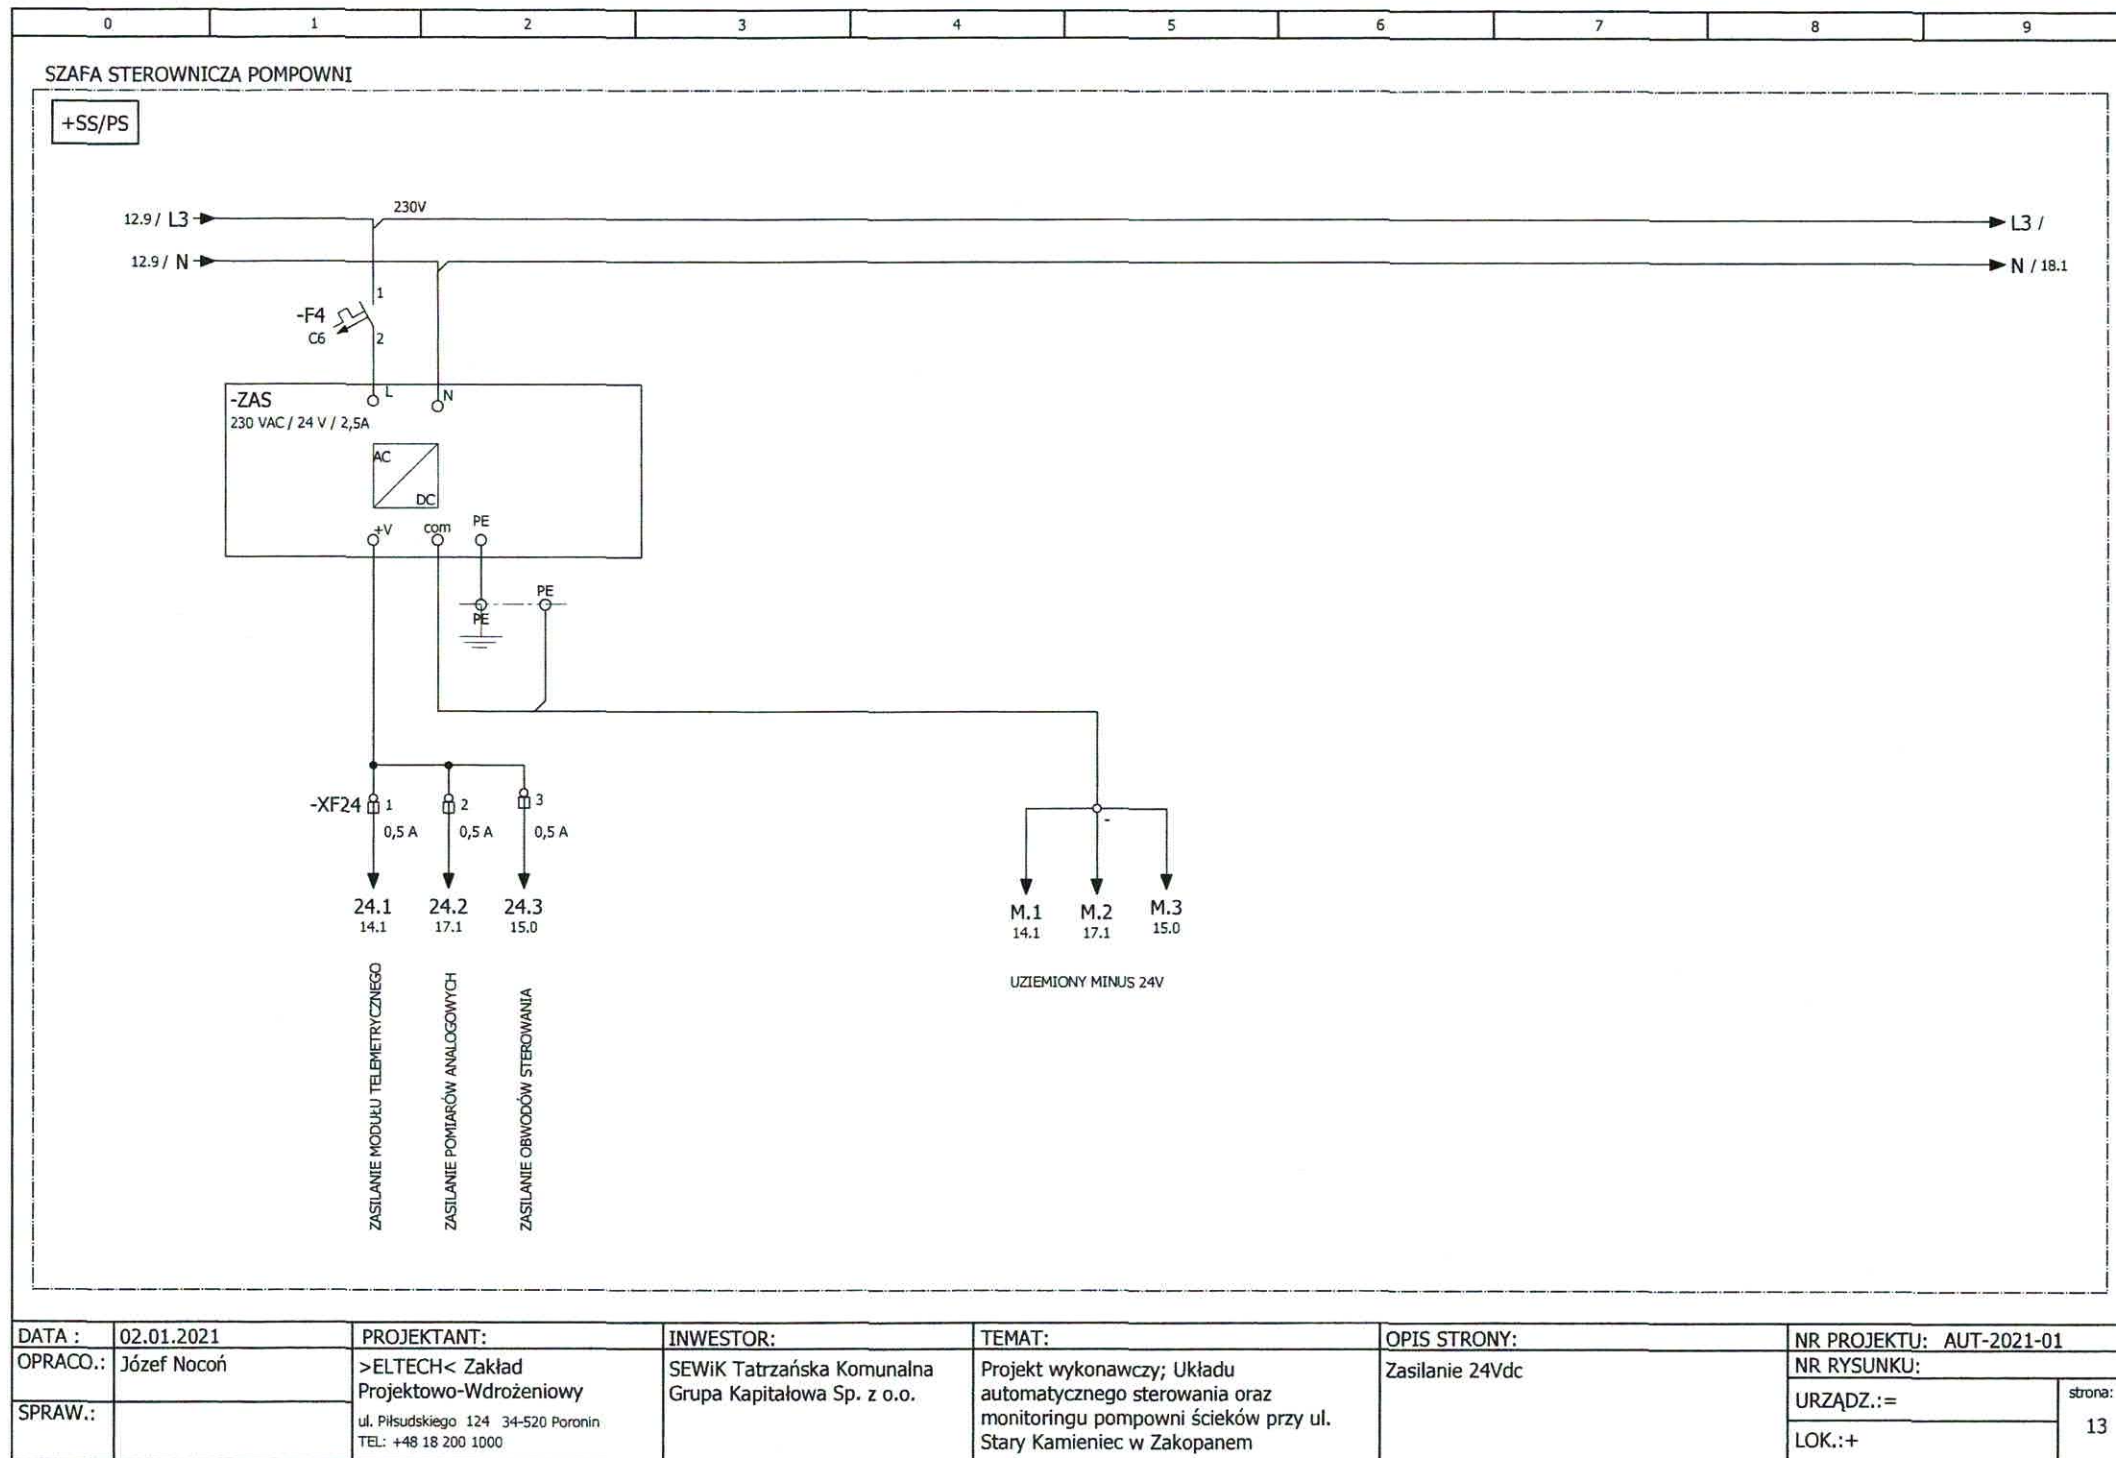 0 1 2 3 4 5 6 7 8 9
SZAFA STEROWNICZA POMPOWNI
+SS/PS
230V
12.9 / L3
L3 /
12.9 / N
N / 18.1
1
-F4
C6
2
L
N
-ZAS
230 VAC / 24 V / 2,5A
AC
DC
+V
com
PE
PE
PE
-XF24
1
2
3
0,5 A
0,5 A
0,5 A
-
24.1
14.1
24.2
17.1
24.3
15.0
M.1
14.1
M.2
17.1
M.3
15.0
UZIEMIONY MINUS 24V
ZASILANIE MODUŁU TELEMETRYCZNEGO
ZASILANIE POMIARÓW ANALOGOWYCH
ZASILANIE OBWODÓW STEROWANIA
DATA : 02.01.2021
OPRACO.: Józef Nocoń
SPRAW.:
PROJEKTANT:
>ELTECH< Zakład
Projektowo-Wdrożeniowy
ul. Piłsudskiego 124 34-520 Poronin
TEL: +48 18 200 1000
INWESTOR:
SEWiK Tatrzańska Komunalna
Grupa Kapitałowa Sp. z o.o.
TEMAT:
Projekt wykonawczy; Układu
automatycznego sterowania oraz
monitoringu pompowni ścieków przy ul.
Stary Kamieniec w Zakopanem
OPIS STRONY:
Zasilanie 24Vdc
NR PROJEKTU: AUT-2021-01
NR RYSUNKU:
URZĄDZ.:=
LOK.:+
strona:
13